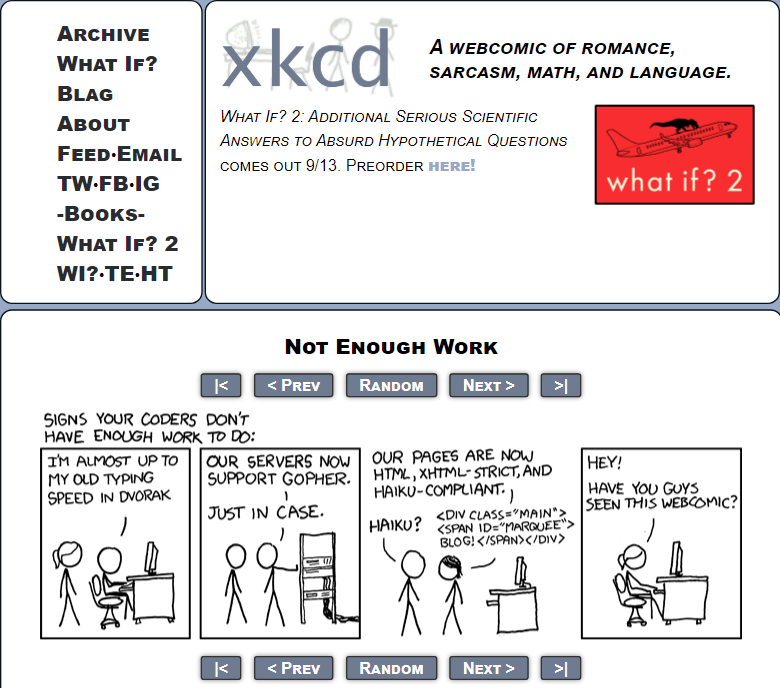 Archive
What If?
Blag
About
Feed·Email
TW·FB·IG
-Books-
What If? 2
WI?·TE·HT
xkcd
A webcomic of romance,
sarcasm, math, and language.
What If? 2: Additional Serious Scientific
Answers to Absurd Hypothetical Questions
comes out 9/13. Preorder here!
what if? 2
Not Enough Work
|<
< Prev
Random
Next >
>|
SIGNS YOUR CODERS DON'T
HAVE ENOUGH WORK TO DO:
I'M ALMOST UP TO
MY OLD TYPING
SPEED IN DVORAK
OUR SERVERS NOW
SUPPORT GOPHER.
JUST IN CASE.
OUR PAGES ARE NOW
HTML, XHTML-STRICT, AND
HAIKU-COMPLIANT.
HAIKU?
<DIV CLASS="MAIN">
<SPAN ID="MARQUEE">
BLOG!</SPAN></DIV>
HEY!
HAVE YOU GUYS
SEEN THIS WEBCOMIC?
|<
< Prev
Random
Next >
>|